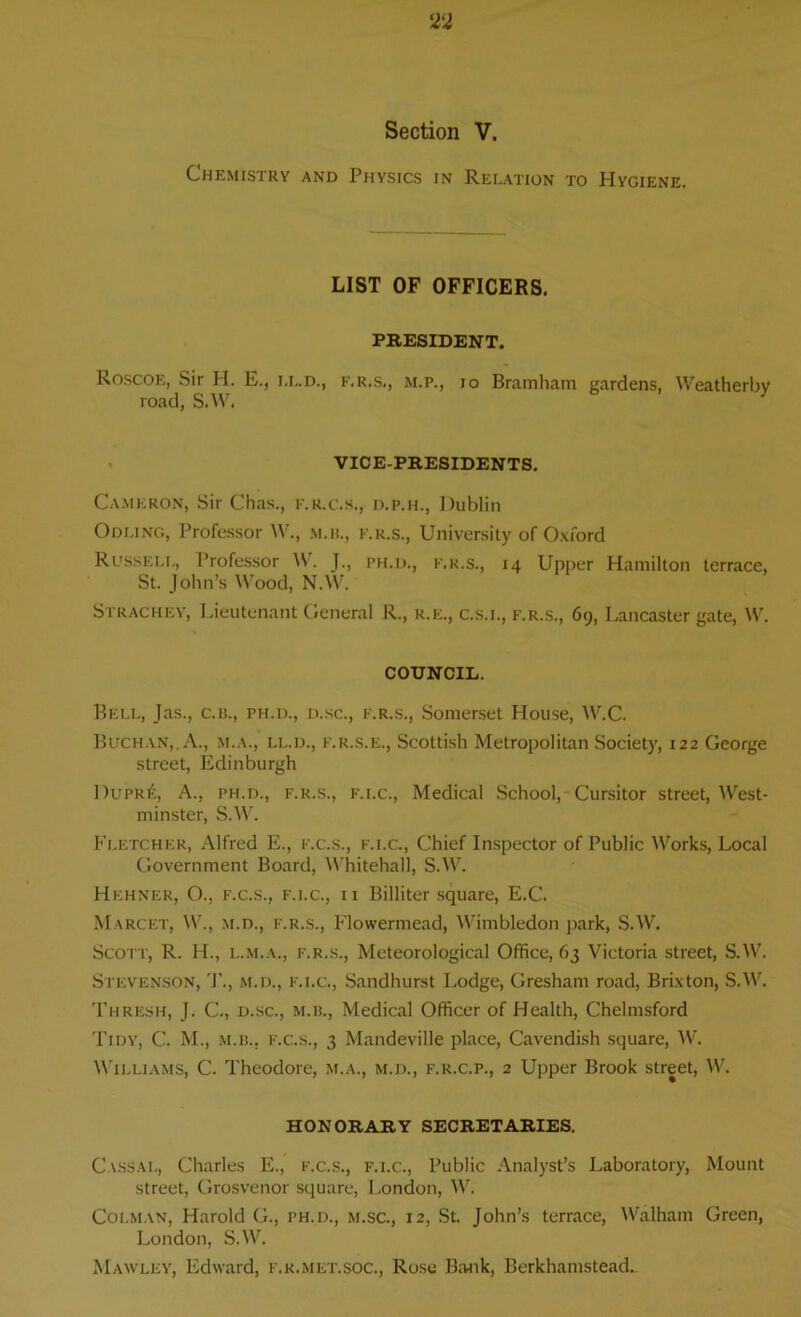 22
Section V.
Chemistry and Physics in Relation to Hygiene.
LIST OF OFFICERS.
PRESIDENT.
Roscoe, Sir H. E., LL.D., F.R.S., M.P., 10 Bramham gardens, Weatherby
road, S.W.
VICE-PRESIDENTS.
Cameron, Sir Chas., F.R.C.S., D.P.H., Dublin
Odling, Professor W., M.B., F.R.S., University of Oxford
Russell, Professor W. J., PH.D., F.R.S., 14 Upper Hamilton terrace,
St. John's Wood, N.W.
Strachey, Lieutenant General R., R.E., C.S.I., F.R.S., 69, Lancaster gate, W.
COUNCIL.
Bell, Jas., C.B., PH.D., D.SC., F.R.S., Somerset House, W.C.
Buchan, A., M.A., LL.D., F.R.S.E., Scottish Metropolitan Society, 122 George
street, Edinburgh
Dupré, A., PH.D., F.R.S., F.I.C., Medical School, Cursitor street, West-
minster, S.W.
Fletcher, Alfred E., F.C.S., F.I.C., Chief Inspector of Public Works, Local
Government Board, Whitehall, S.W.
Hehner, O., F.C.S., F.I.C., 11 Billiter square, E.C.
Marcet, W., M.D., F.R.S., Flowermead, Wimbledon park, S.W.
Scott, R. H., L.M.A., F.R.S., Meteorological Office, 63 Victoria street, S.W.
Stevenson, T., M.D., F.I.C., Sandhurst Lodge, Gresham road, Brixton, S.W.
Thresh, J. C., D.SC., M.B., Medical Officer of Health, Chelmsford
Tidy, C. M., M.B., F.C.S., 3 Mandeville place, Cavendish square, W.
Williams, C. Theodore, M.A., M.D., F.R.C.P., 2 Upper Brook street, W.
HONORARY SECRETARIES.
Cassal, Charles E., F.C.S., F.I.C., Public Analyst's Laboratory, Mount
street, Grosvenor square, London, W.
Colman, Harold G., PH.D., M.SC., 12, St. John's terrace, Walham Green,
London, S.W.
Mawley, Edward, F.R.MET.SOC., Rose Bank, Berkhamstead.